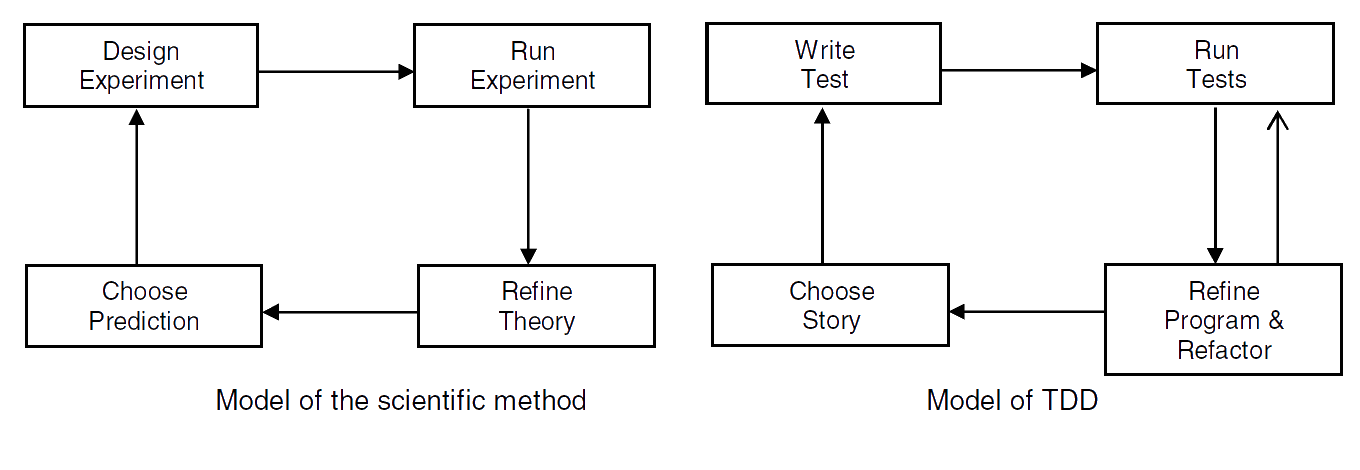 Design
Experiment
Run
Experiment
Choose
Prediction
Refine
Theory
Model of the scientific method
Write
Test
Run
Tests
Choose
Story
Refine
Program &
Refactor
Model of TDD